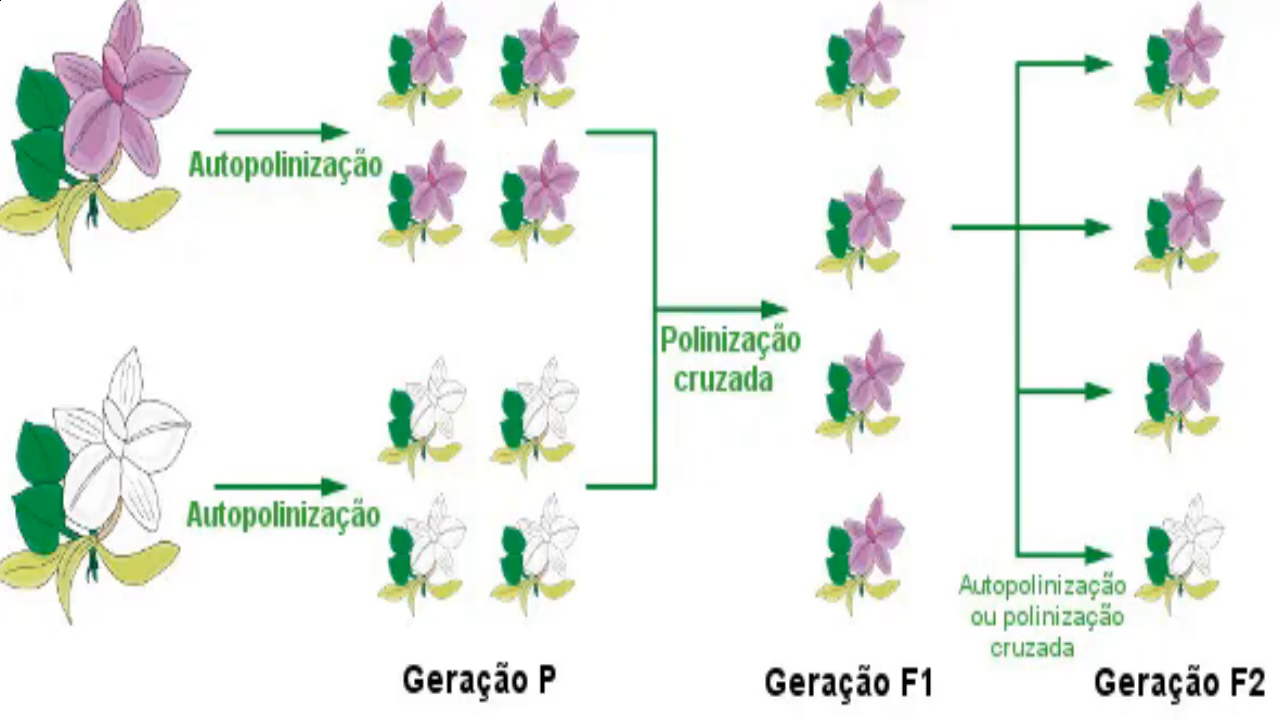 Autopolinização
Autopolinização
Polinização
cruzada
Autopolinização
ou polinização
cruzada
Geração P
Geração F1
Geração F2